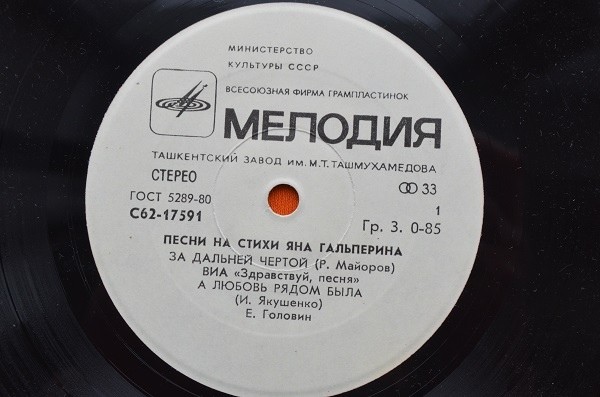 МИНИСТЕРСТВО
КУЛЬТУРЫ СССР
ВСЕСОЮЗНАЯ ФИРМА ГРАМПЛАСТИНОК
МЕЛОДИЯ
ТАШКЕНТСКИЙ ЗАВОД ИМ. М.Т. ТАШМУХАМЕДОВА
СТЕРЕО 33
ГОСТ 5289-80 1
С62-17591 Гр. 3. 0-85
ПЕСНИ НА СТИХИ ЯНА ГАЛЬПЕРИНА
ЗА ДАЛЬНЕЙ ЧЕРТОЙ (Р. Майоров)
ВИА «Здравствуй, песня»
А ЛЮБОВЬ РЯДОМ БЫЛА
(И. Якушенко)
Е. Головин